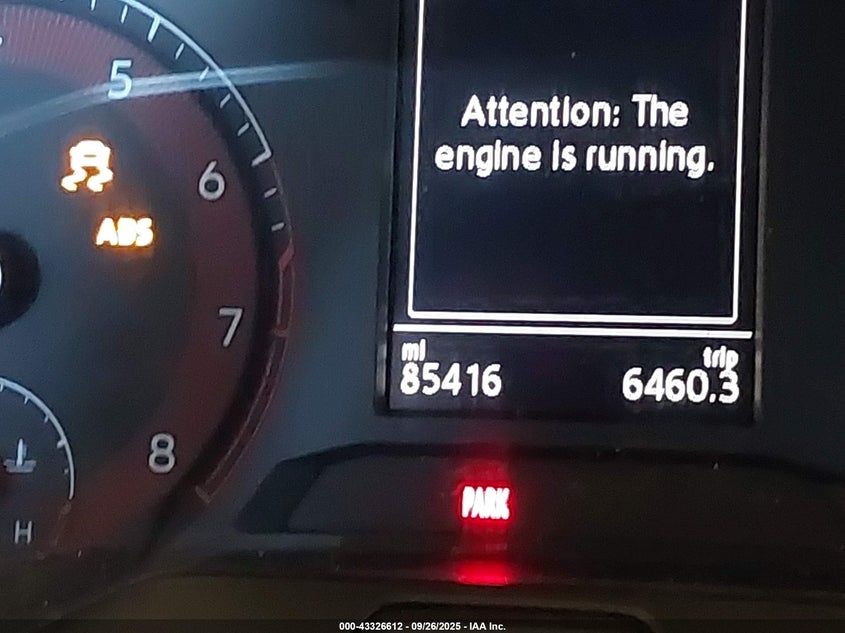 5
6
ABS
7
8
H
Attention: The
engine is running.
mi trip
85416 6460.3
PARK
000-43326612 - 09/26/2025 - IAA Inc.